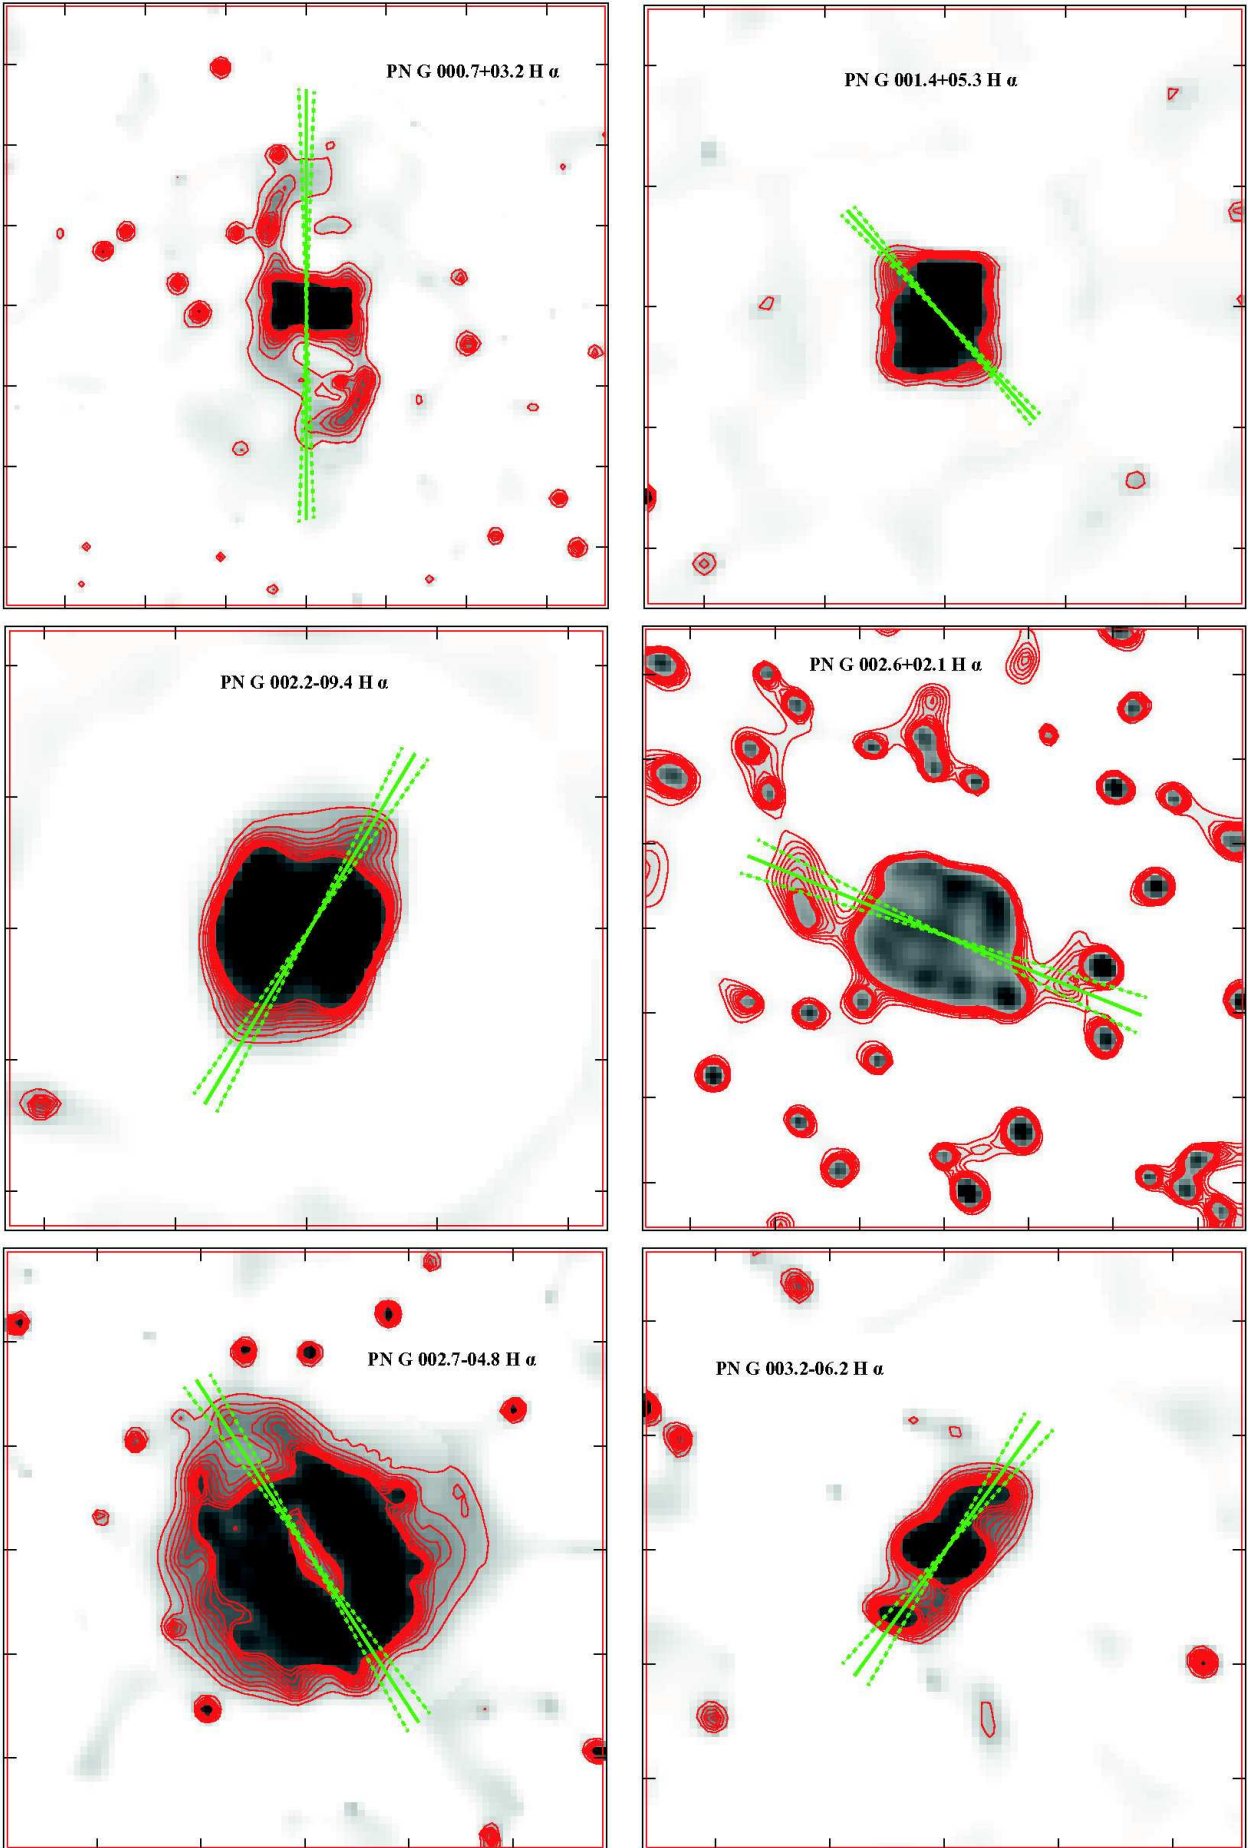 PN G 000.7+03.2 H α
PN G 001.4+05.3 H α
PN G 002.2-09.4 H α
PN G 002.6+02.1 H α
PN G 002.7-04.8 H α
PN G 003.2-06.2 H α